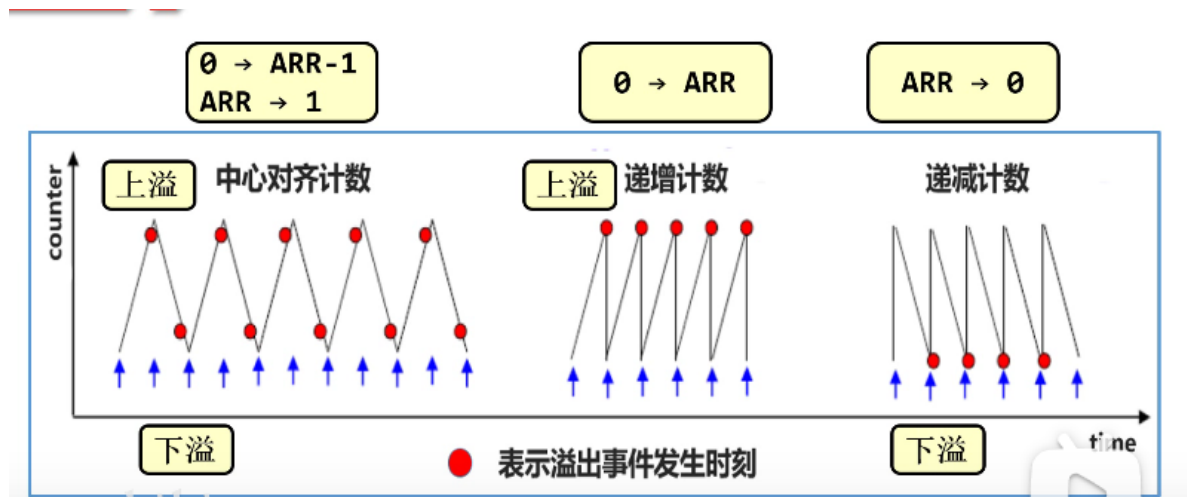 0 → ARR-1
ARR → 1
0 → ARR
ARR → 0
counter
上溢
中心对齐计数
上溢
递增计数
递减计数
下溢
表示溢出事件发生时刻
下溢
time